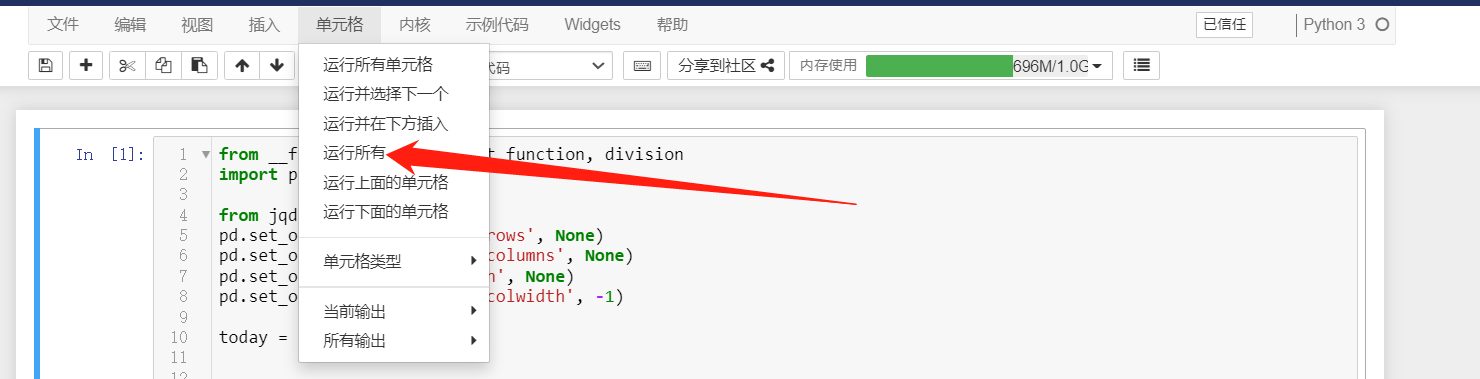 文件 编辑 视图 插入 单元格 内核 示例代码 Widgets 帮助 已信任 Python 3
代码 分享到社区 内存使用 696M/1.0G
运行所有单元格
运行并选择下一个
运行并在下方插入
运行所有
运行上面的单元格
运行下面的单元格
单元格类型
当前输出
所有输出
In [1]:
1 from __f t function, division
2 import p
3
4 from jqd
5 pd.set_o rows', None)
6 pd.set_o columns', None)
7 pd.set_o h', None)
8 pd.set_o colwidth', -1)
9
10 today =
11
12